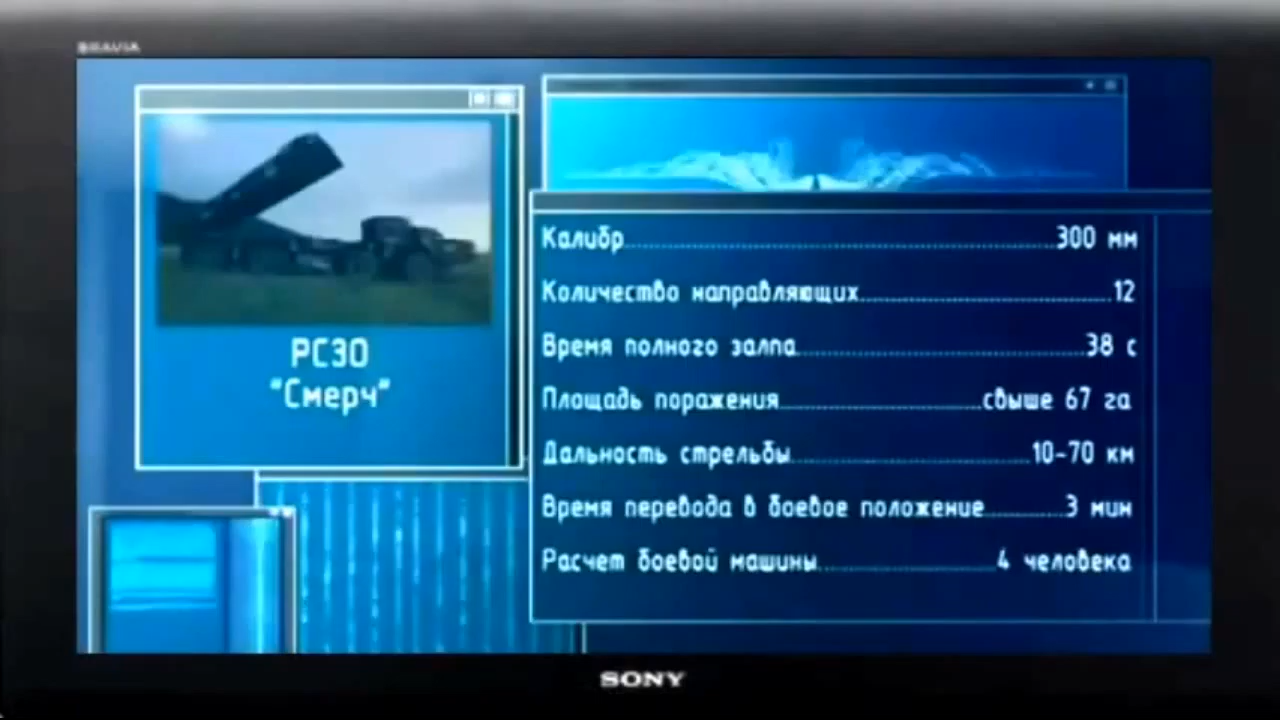 BRAVIA
РСЗО
"Смерч"
Калибр 300 мм
Количество направляющих 12
Время полного залпа 38 с
Площадь поражения свыше 67 га
Дальность стрельбы 10-70 км
Время перевода в боевое положение 3 мин
Расчет боевой машины 4 человека
SONY